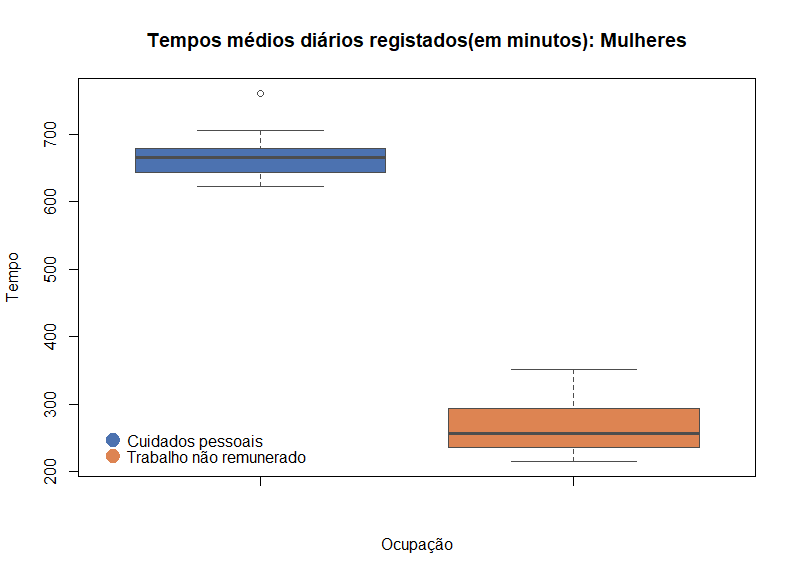 Tempos médios diários registados(em minutos): Mulheres
700
600
500
400
300
200
Tempo
Cuidados pessoais
Trabalho não remunerado
Ocupação